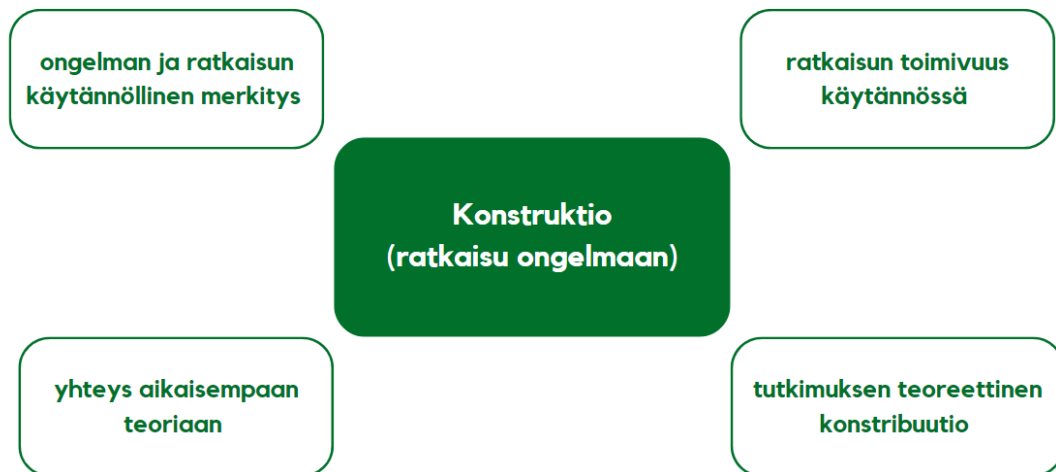 ongelman ja ratkaisun
käytännöllinen merkitys
ratkaisun toimivuus
käytännössä
Konstruktio
(ratkaisu ongelmaan)
yhteys aikaisempaan
teoriaan
tutkimuksen teoreettinen
konstribuutio